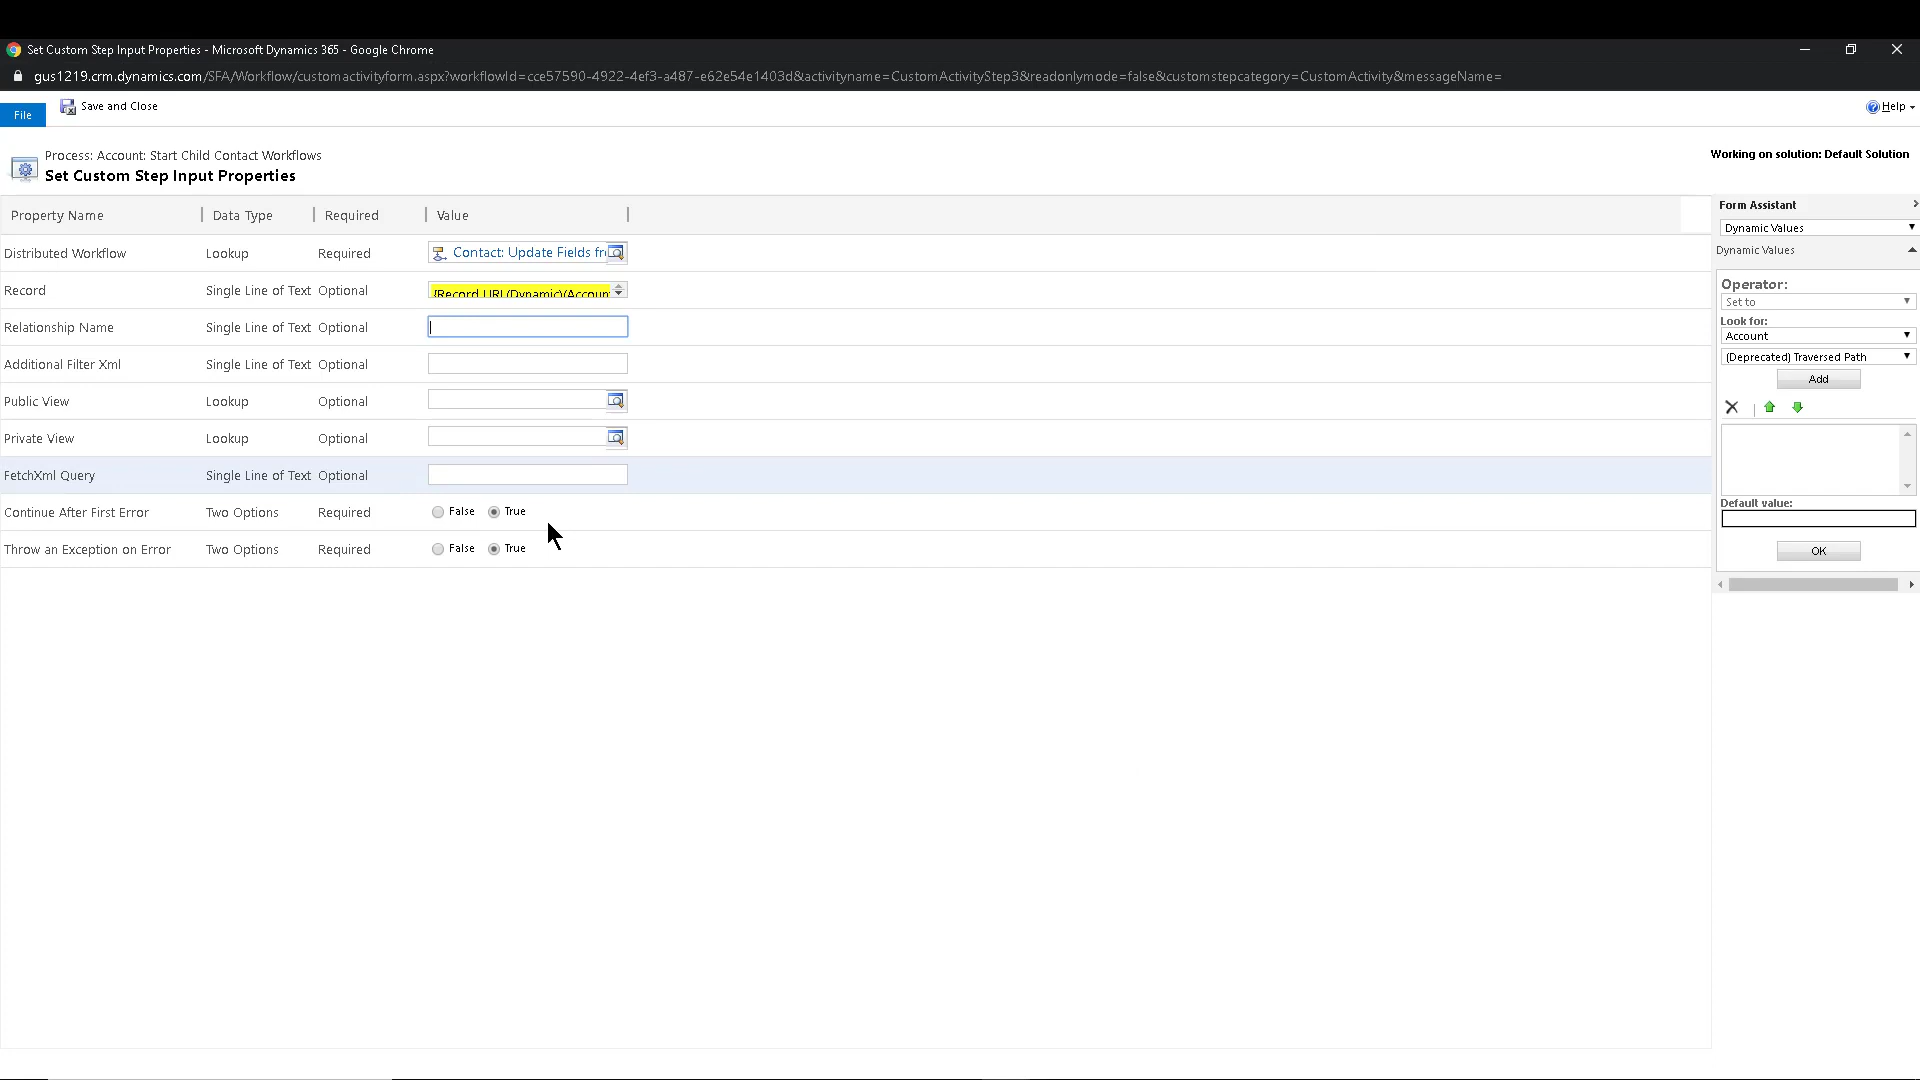 Set Custom Step Input Properties - Microsoft Dynamics 365 - Google Chrome
gus1219.crm.dynamics.com/SFA/Workflow/customactivityform.aspx?workflowId=cce57590-4922-4ef3-a487-e62e54e1403d&activityname=CustomActivityStep3&readonlymode=false&customstepcategory=CustomActivity&messageName=
File Save and Close Help
Process: Account: Start Child Contact Workflows
Set Custom Step Input Properties
Working on solution: Default Solution
Property Name Data Type Required Value
Distributed Workflow Lookup Required Contact: Update Fields fr
Record Single Line of Text Optional {Record URL(Dynamic)(Accoun
Relationship Name Single Line of Text Optional
Additional Filter Xml Single Line of Text Optional
Public View Lookup Optional
Private View Lookup Optional
FetchXml Query Single Line of Text Optional
Continue After First Error Two Options Required False True
Throw an Exception on Error Two Options Required False True
Form Assistant
Dynamic Values
Dynamic Values
Operator:
Set to
Look for:
Account
(Deprecated) Traversed Path
Add
Default value:
OK